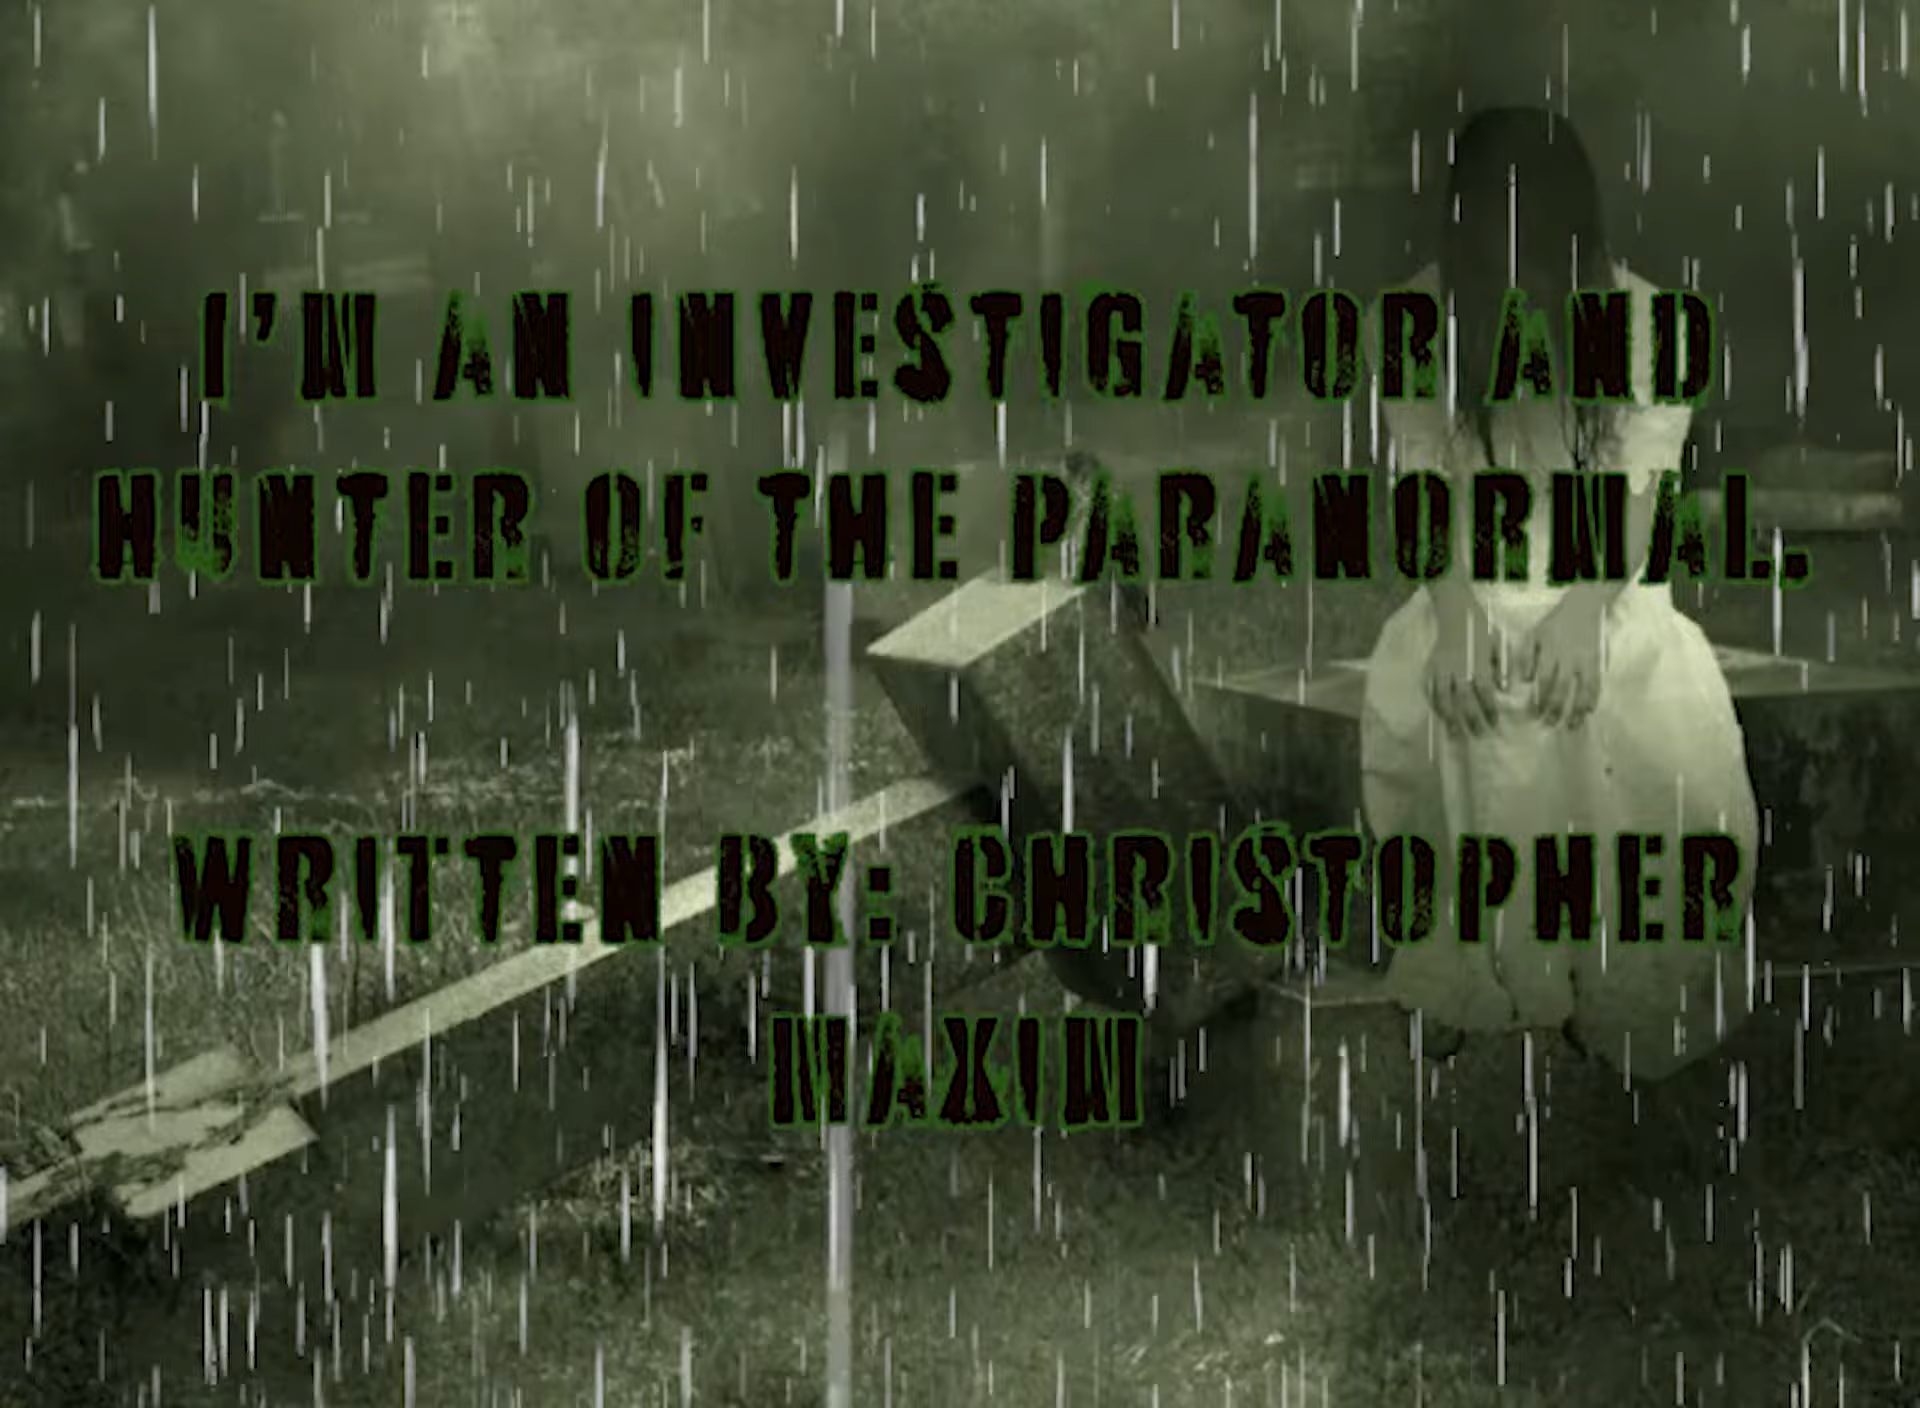 I'M AN INVESTIGATOR AND
HUNTER OF THE PARANORMAL.
WRITTEN BY: CHRISTOPHER
MAXIM